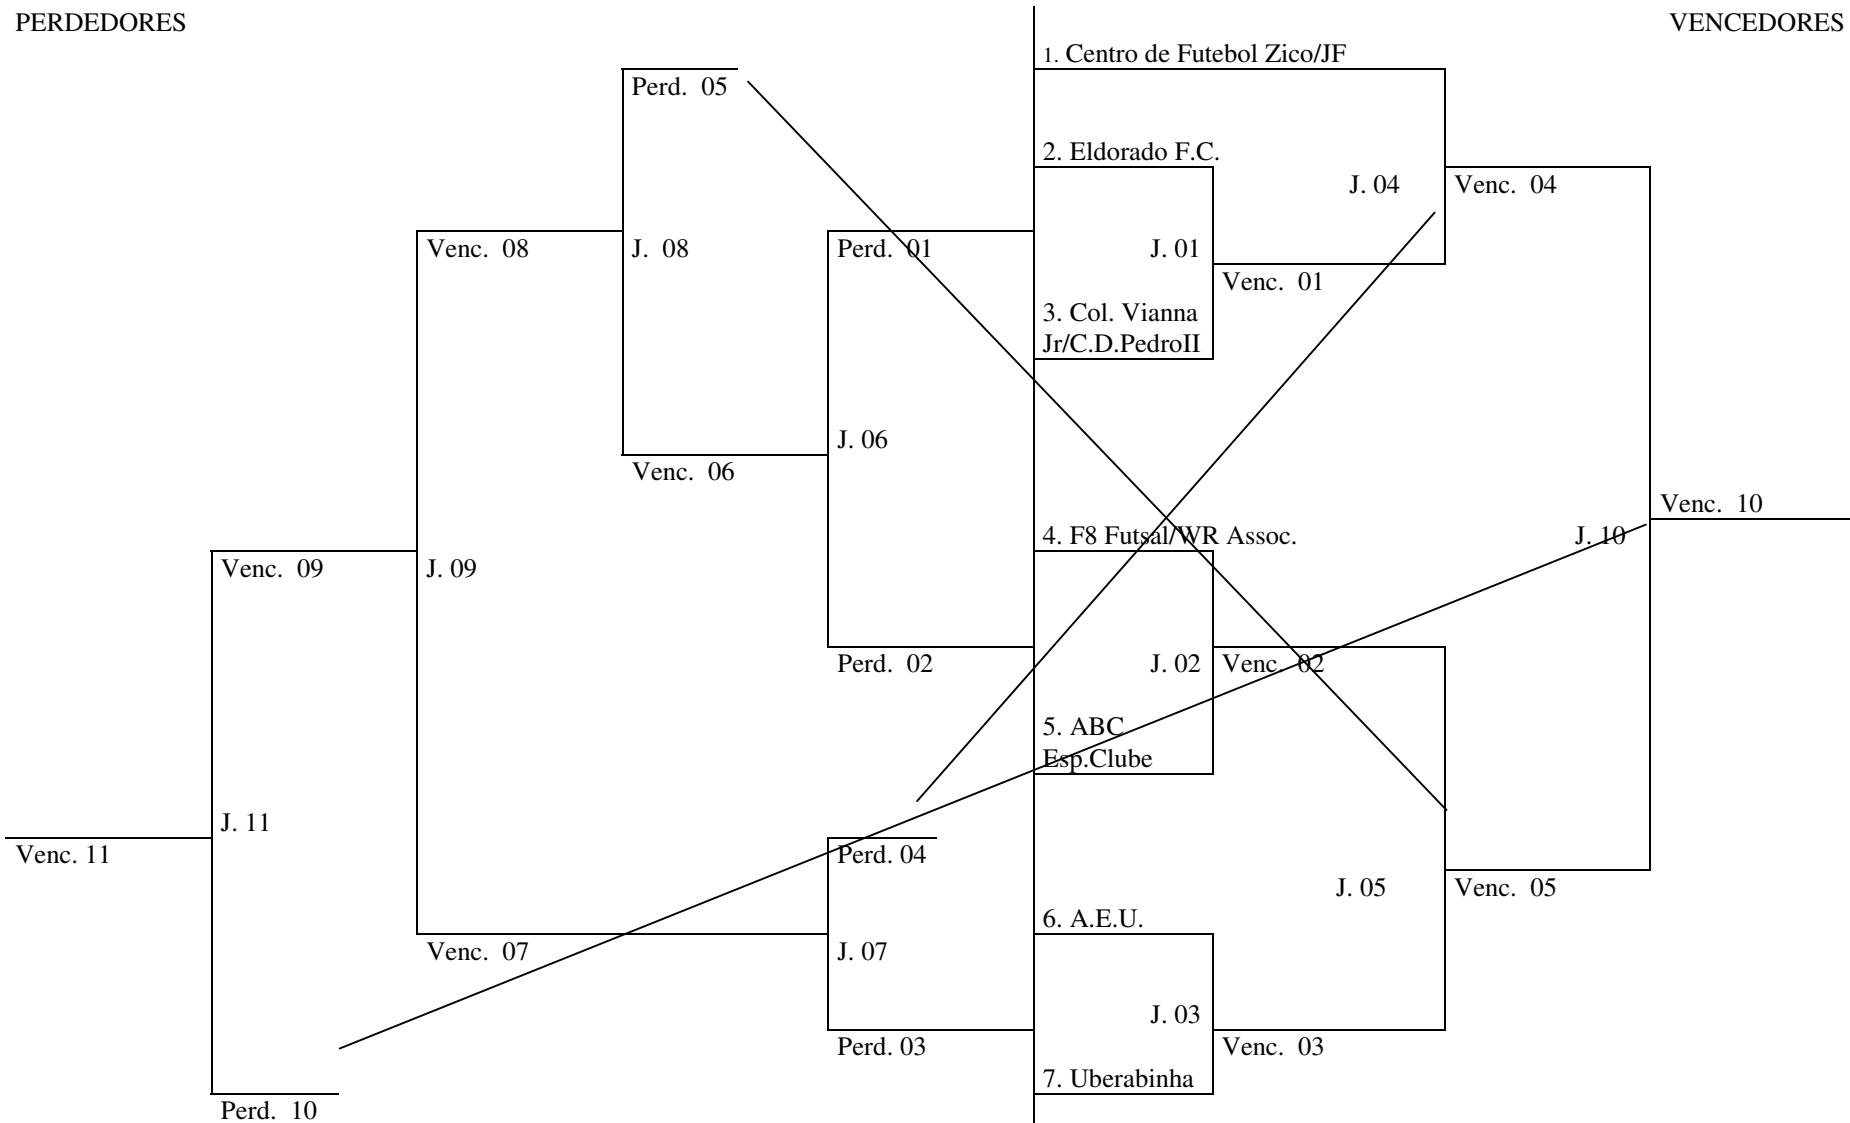 PERDEDORES
VENCEDORES
1. Centro de Futebol Zico/JF
Perd. 05
2. Eldorado F.C.
J. 04
Venc. 04
Venc. 08
J. 08
Perd. 01
J. 01
Venc. 01
3. Col. Vianna
Jr/C.D.PedroII
J. 06
Venc. 06
Venc. 10
4. F8 Futsal/WR Assoc.
J. 10
Venc. 09
J. 09
Perd. 02
J. 02
Venc. 02
5. ABC
Esp.Clube
J. 11
Venc. 11
Perd. 04
J. 05
Venc. 05
6. A.E.U.
Venc. 07
J. 07
J. 03
Perd. 03
Venc. 03
7. Uberabinha
Perd. 10